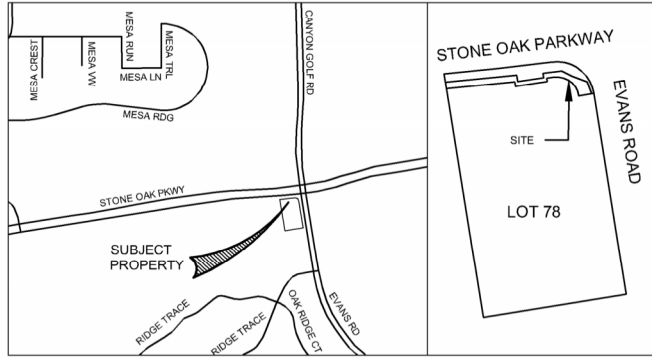 MESA CREST
MESA VW
MESA RUN
MESA LN
MESA TRL
MESA RDG
CANYON GOLF RD
STONE OAK PKWY
SUBJECT
PROPERTY
RIDGE TRACE
RIDGE TRACE
OAK RIDGE CT
EVANS RD
STONE OAK PARKWAY
EVANS ROAD
SITE
LOT 78